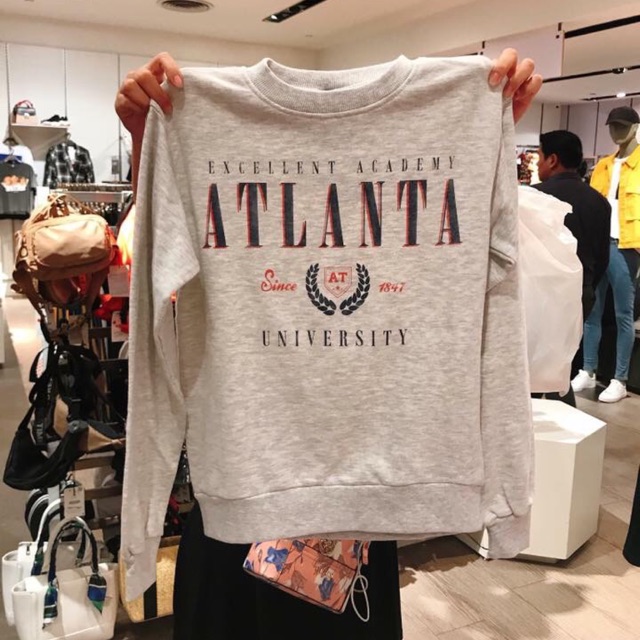 EXCELLENT ACADEMY
ATLANTA
Since AT 1847
UNIVERSITY